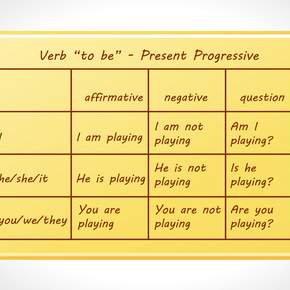 Verb “to be” - Present Progressive
affirmative negative question
I I am playing I am not playing Am I playing?
he/she/it He is playing He is not playing Is he playing?
you/we/they You are playing You are not playing Are you playing?